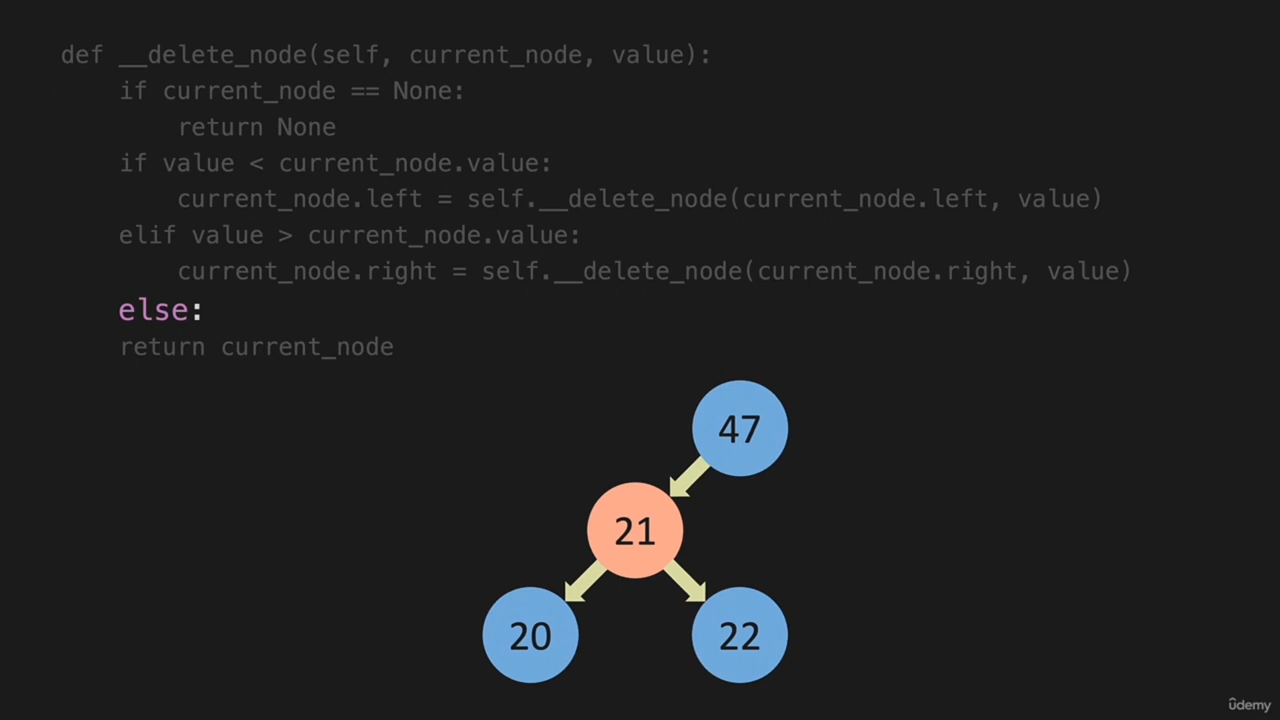 def __delete_node(self, current_node, value):
    if current_node == None:
        return None
    if value < current_node.value:
        current_node.left = self.__delete_node(current_node.left, value)
    elif value > current_node.value:
        current_node.right = self.__delete_node(current_node.right, value)
    else:
    return current_node
47
21
20
22
ûdemy